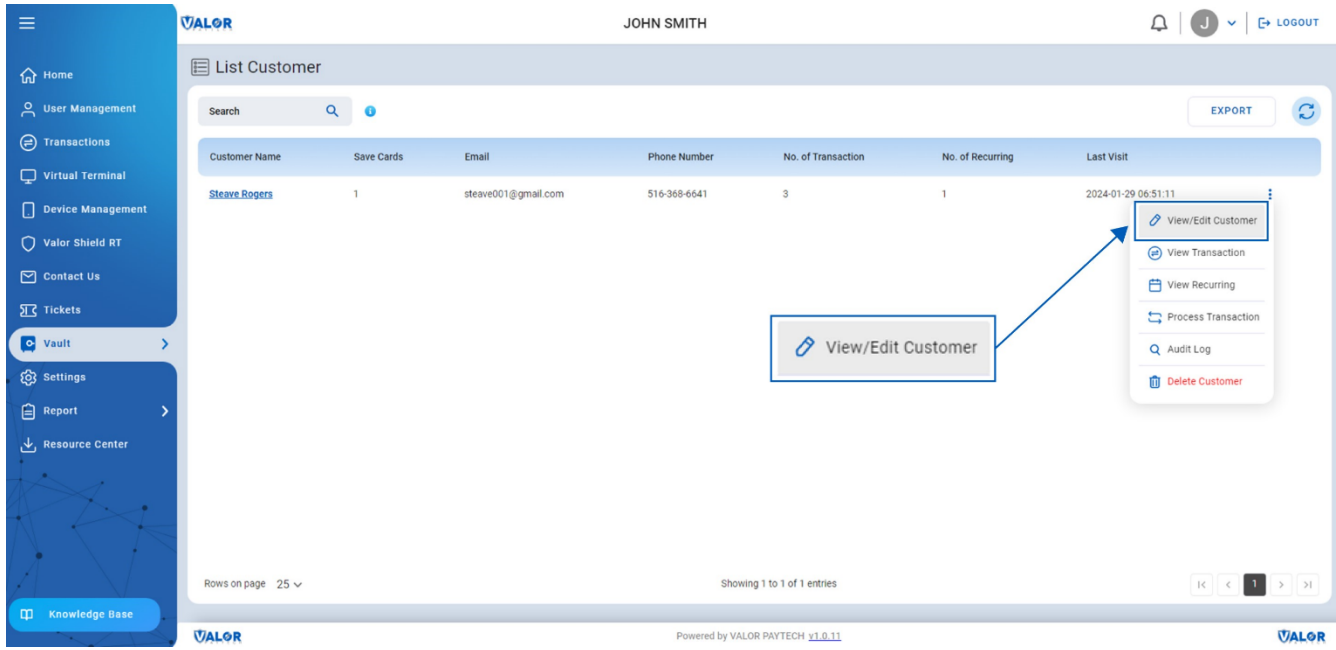 VALOR
JOHN SMITH
J
LOGOUT
Home
User Management
Transactions
Virtual Terminal
Device Management
Valor Shield RT
Contact Us
Tickets
Vault
Settings
Report
Resource Center
Knowledge Base
List Customer
Search
EXPORT
Customer Name Save Cards Email Phone Number No. of Transaction No. of Recurring Last Visit
Steave Rogers 1 steave001@gmail.com 516-368-6641 3 1 2024-01-29 06:51:11
View/Edit Customer
View Transaction
View Recurring
Process Transaction
Audit Log
Delete Customer
View/Edit Customer
Rows on page 25 Showing 1 to 1 of 1 entries 1
VALOR Powered by VALOR PAYTECH v1.0.11 VALOR